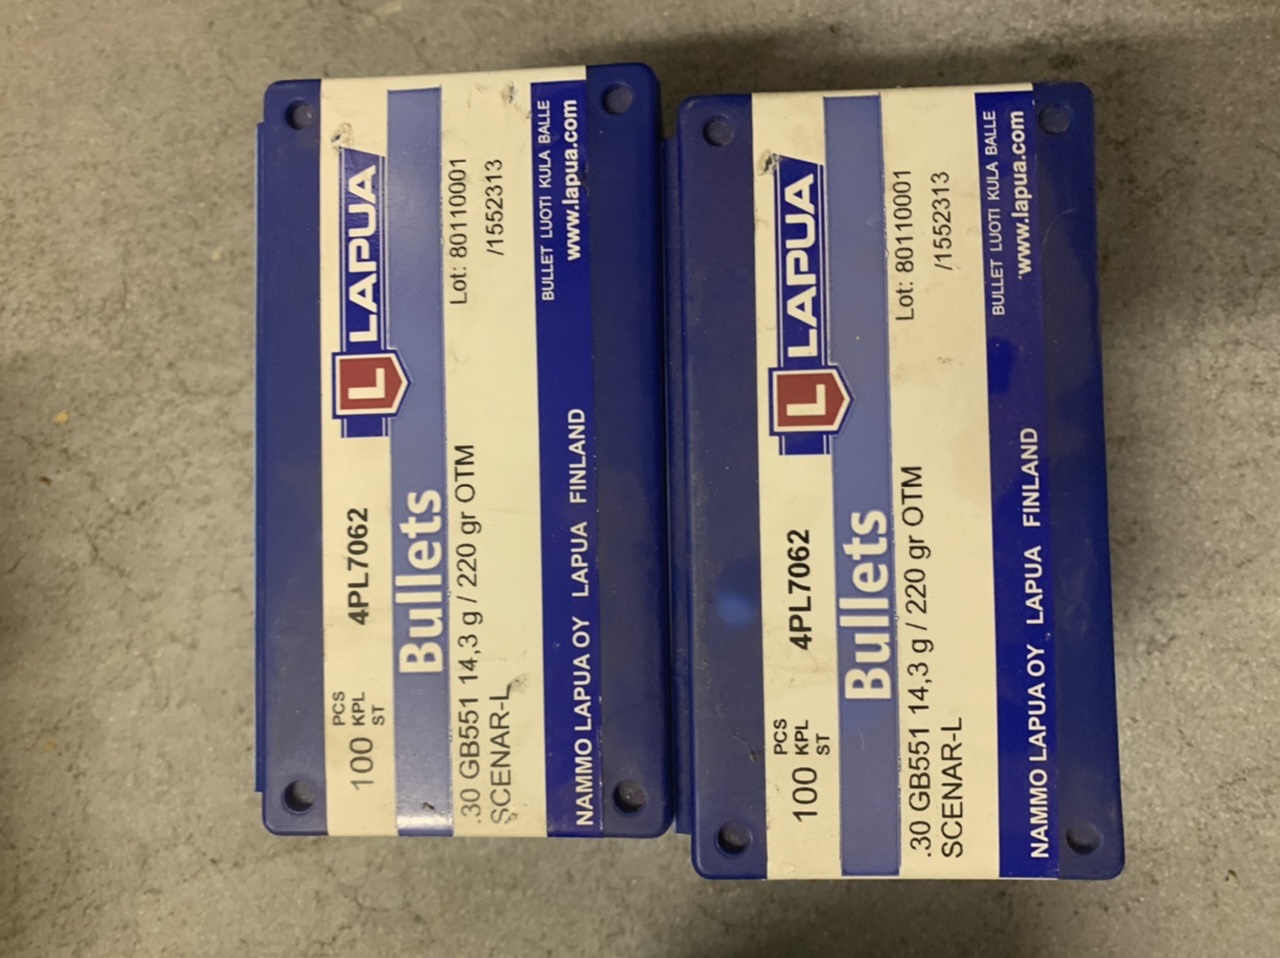 L LAPUA
100 PCS
KPL
ST
4PL7062
Bullets
.30 GB551 14,3 g / 220 gr OTM
SCENAR-L
Lot: 80110001
/1552313
BULLET LUOTI KULA BALLE
www.lapua.com
NAMMO LAPUA OY LAPUA FINLAND
L LAPUA
100 PCS
KPL
ST
4PL7062
Bullets
.30 GB551 14,3 g / 220 gr OTM
SCENAR-L
Lot: 80110001
/1552313
BULLET LUOTI KULA BALLE
www.lapua.com
NAMMO LAPUA OY LAPUA FINLAND